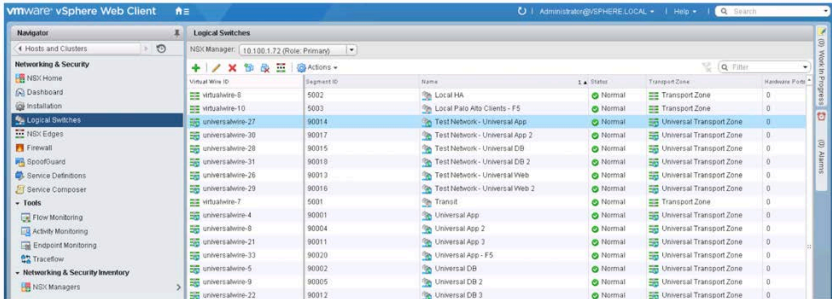 vmware® vSphere Web Client
Administrator@VSPHERE.LOCAL
Help
Search
Navigator
Hosts and Clusters
Networking & Security
NSX Home
Dashboard
Installation
Logical Switches
NSX Edges
Firewall
SpoofGuard
Service Definitions
Service Composer
Tools
Flow Monitoring
Activity Monitoring
Endpoint Monitoring
Traceflow
Networking & Security Inventory
NSX Managers
Logical Switches
NSX Manager: 10.100.1.72 (Role: Primary)
Actions
Filter
Virtual Wire ID Segment ID Name 1 Status Transport Zone Hardware Ports
virtualwire-8 5002 Local HA Normal Transport Zone 0
virtualwire-10 5003 Local Palo Alto Clients - F5 Normal Transport Zone 0
universalwire-27 90014 Test Network - Universal App Normal Universal Transport Zone 0
universalwire-30 90017 Test Network - Universal App 2 Normal Universal Transport Zone 0
universalwire-28 90015 Test Network - Universal DB Normal Universal Transport Zone 0
universalwire-31 90018 Test Network - Universal DB 2 Normal Universal Transport Zone 0
universalwire-26 90013 Test Network - Universal Web Normal Universal Transport Zone 0
universalwire-29 90016 Test Network - Universal Web 2 Normal Universal Transport Zone 0
virtualwire-7 5001 Transit Normal Transport Zone 0
universalwire-4 90001 Universal App Normal Universal Transport Zone 0
universalwire-8 90004 Universal App 2 Normal Universal Transport Zone 0
universalwire-21 90011 Universal App 3 Normal Universal Transport Zone 0
universalwire-33 90020 Universal App - F5 Normal Universal Transport Zone 0
universalwire-5 90002 Universal DB Normal Universal Transport Zone 0
universalwire-9 90005 Universal DB 2 Normal Universal Transport Zone 0
universalwire-22 90012 Universal DB 3 Normal Universal Transport Zone 0
(0) Work In Progress
(0) Alarms